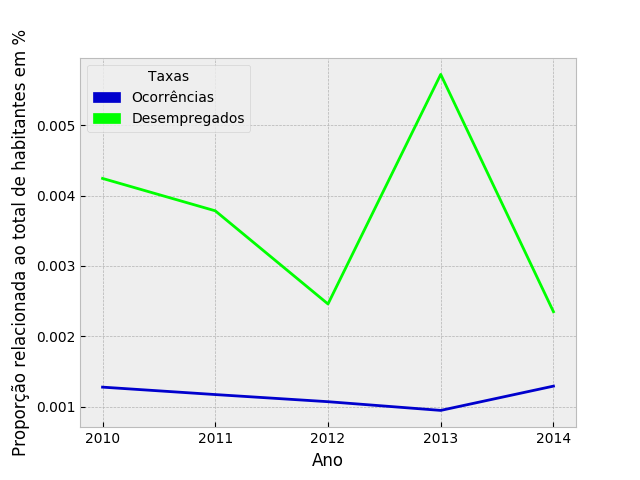 Proporção relacionada ao total de habitantes em %
Taxas
Ocorrências
Desempregados
0.005
0.004
0.003
0.002
0.001
2010 2011 2012 2013 2014
Ano